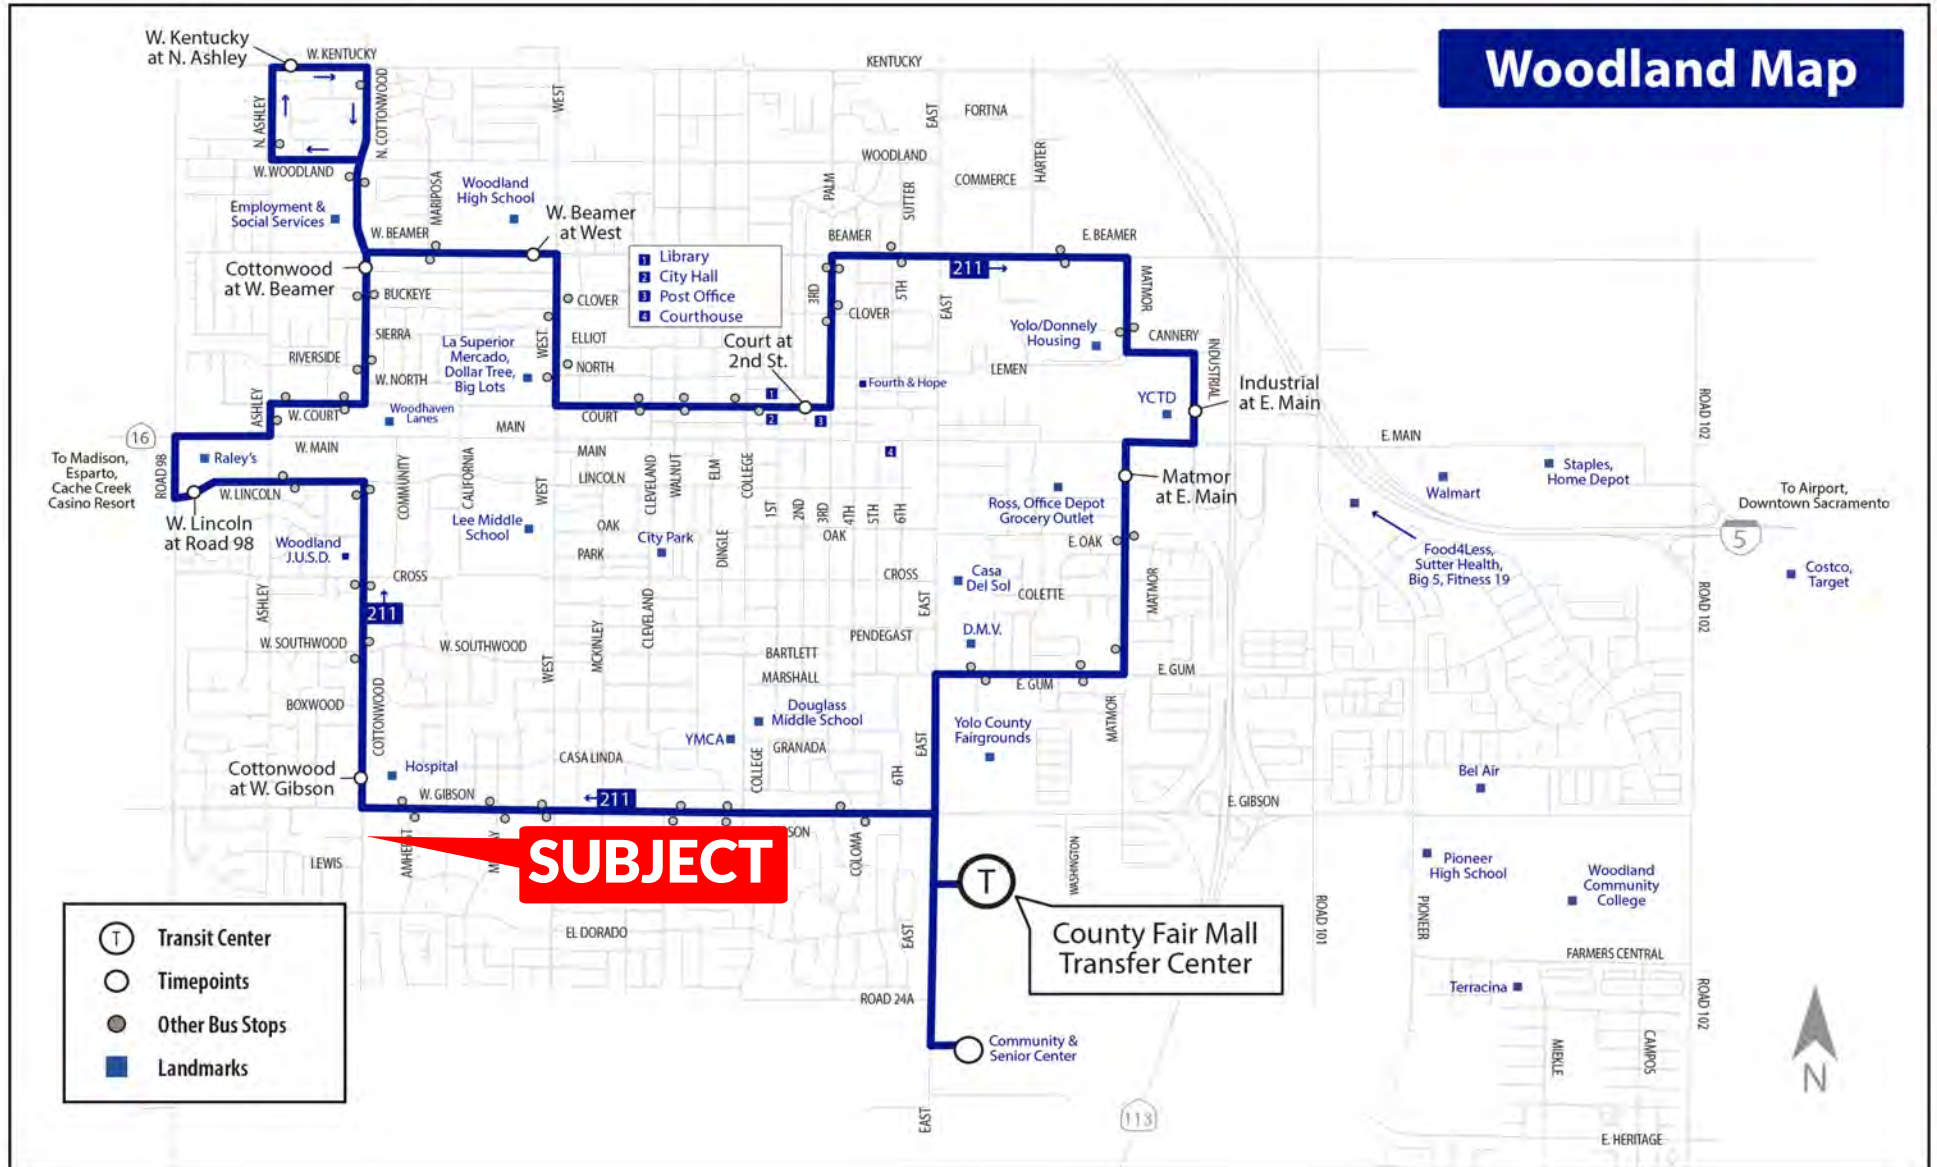 Woodland Map
W. Kentucky
at N. Ashley
W. KENTUCKY
N. ASHLEY
N. COTTONWOOD
W. WOODLAND
Employment &
Social Services
MARIPOSA
Woodland
High School
WEST
KENTUCKY
EAST
FORTNA
WOODLAND
COMMERCE
HARTER
PALM
SUTTER
W. BEAMER
W. Beamer
at West
BEAMER
E. BEAMER
Cottonwood
at W. Beamer
1 Library
2 City Hall
3 Post Office
4 Courthouse
211
MATMOR
BUCKEYE
CLOVER
3RD
5TH
EAST
CLOVER
SIERRA
La Superior
Mercado,
Dollar Tree,
Big Lots
WEST
ELLIOT
Court at
2nd St.
Yolo/Donnely
Housing
CANNERY
INDUSTRIAL
RIVERSIDE
W. NORTH
NORTH
LEMEN
Fourth & Hope
Industrial
at E. Main
YCTD
ASHLEY
W. COURT
Woodhaven
Lanes
COURT
1
2
3
MAIN
ROAD 102
16
W. MAIN
MAIN
4
E. MAIN
To Madison,
Esparto,
Cache Creek
Casino Resort
ROAD 98
Raley's
COMMUNITY
CALIFORNIA
WEST
LINCOLN
CLEVELAND
WALNUT
ELM
COLLEGE
Matmor
at E. Main
Walmart
Staples,
Home Depot
To Airport,
Downtown Sacramento
W. LINCOLN
W. Lincoln
at Road 98
1ST
2ND
3RD
4TH
5TH
6TH
Ross, Office Depot
Grocery Outlet
Lee Middle
School
OAK
OAK
City Park
DINGLE
E. OAK
5
Woodland
J.U.S.D.
PARK
Food4Less,
Sutter Health,
Big 5, Fitness 19
Costco,
Target
CROSS
CROSS
Casa
Del Sol
COLETTE
MATMOR
ASHLEY
211
CLEVELAND
EAST
ROAD 102
W. SOUTHWOOD
W. SOUTHWOOD
MCKINLEY
WEST
PENDEGAST
D.M.V.
BARTLETT
MARSHALL
E. GUM
E. GUM
BOXWOOD
COTTONWOOD
Douglass
Middle School
Yolo County
Fairgrounds
MATMOR
YMCA
GRANADA
EAST
CASA LINDA
COLLEGE
6TH
Cottonwood
at W. Gibson
Hospital
Bel Air
W. GIBSON
211
E. GIBSON
SUBJECT
LEWIS
COLOMA
WASHINGTON
T
Pioneer
High School
Woodland
Community
College
County Fair Mall
Transfer Center
EL DORADO
EAST
ROAD 101
PIONEER
FARMERS CENTRAL
Terracina
ROAD 102
ROAD 24A
Community &
Senior Center
MIEKLE
CAMPOS
EAST
113
E. HERITAGE
N
T Transit Center
Timepoints
Other Bus Stops
Landmarks